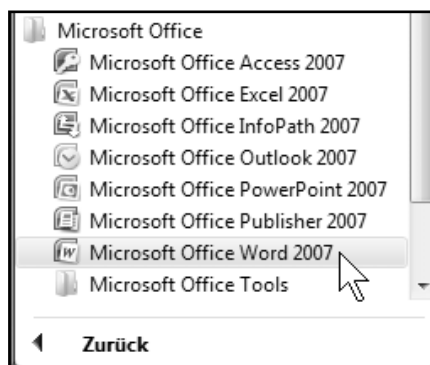 Microsoft Office
Microsoft Office Access 2007
Microsoft Office Excel 2007
Microsoft Office InfoPath 2007
Microsoft Office Outlook 2007
Microsoft Office PowerPoint 2007
Microsoft Office Publisher 2007
Microsoft Office Word 2007
Microsoft Office Tools
Zurück